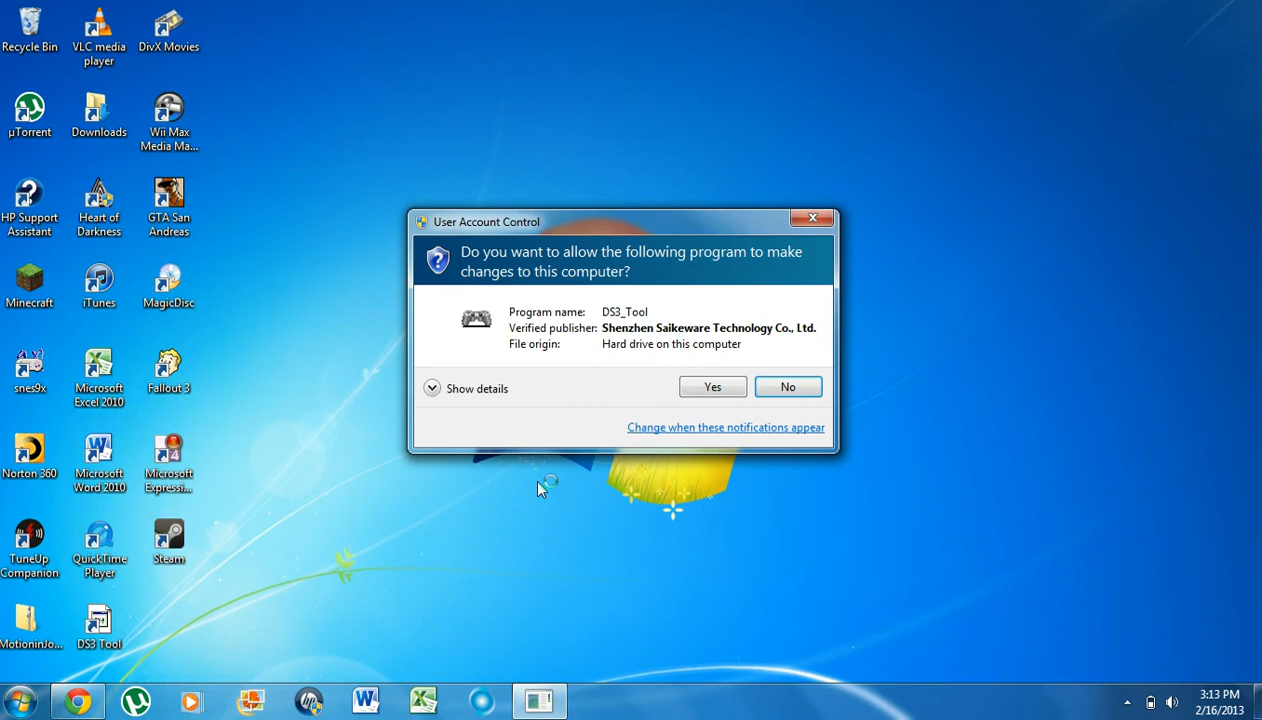 Recycle Bin
VLC media
player
DivX Movies
µTorrent
Downloads
Wii Max
Media Ma...
HP Support
Assistant
Heart of
Darkness
GTA San
Andreas
Minecraft
iTunes
MagicDisc
snes9x
Microsoft
Excel 2010
Fallout 3
Norton 360
Microsoft
Word 2010
Microsoft
Expressi...
TuneUp
Companion
QuickTime
Player
Steam
MotioninJo...
DS3 Tool
User Account Control
Do you want to allow the following program to make
changes to this computer?
Program name: DS3_Tool
Verified publisher: Shenzhen Saikeware Technology Co., Ltd.
File origin: Hard drive on this computer
Show details
Yes
No
Change when these notifications appear
3:13 PM
2/16/2013